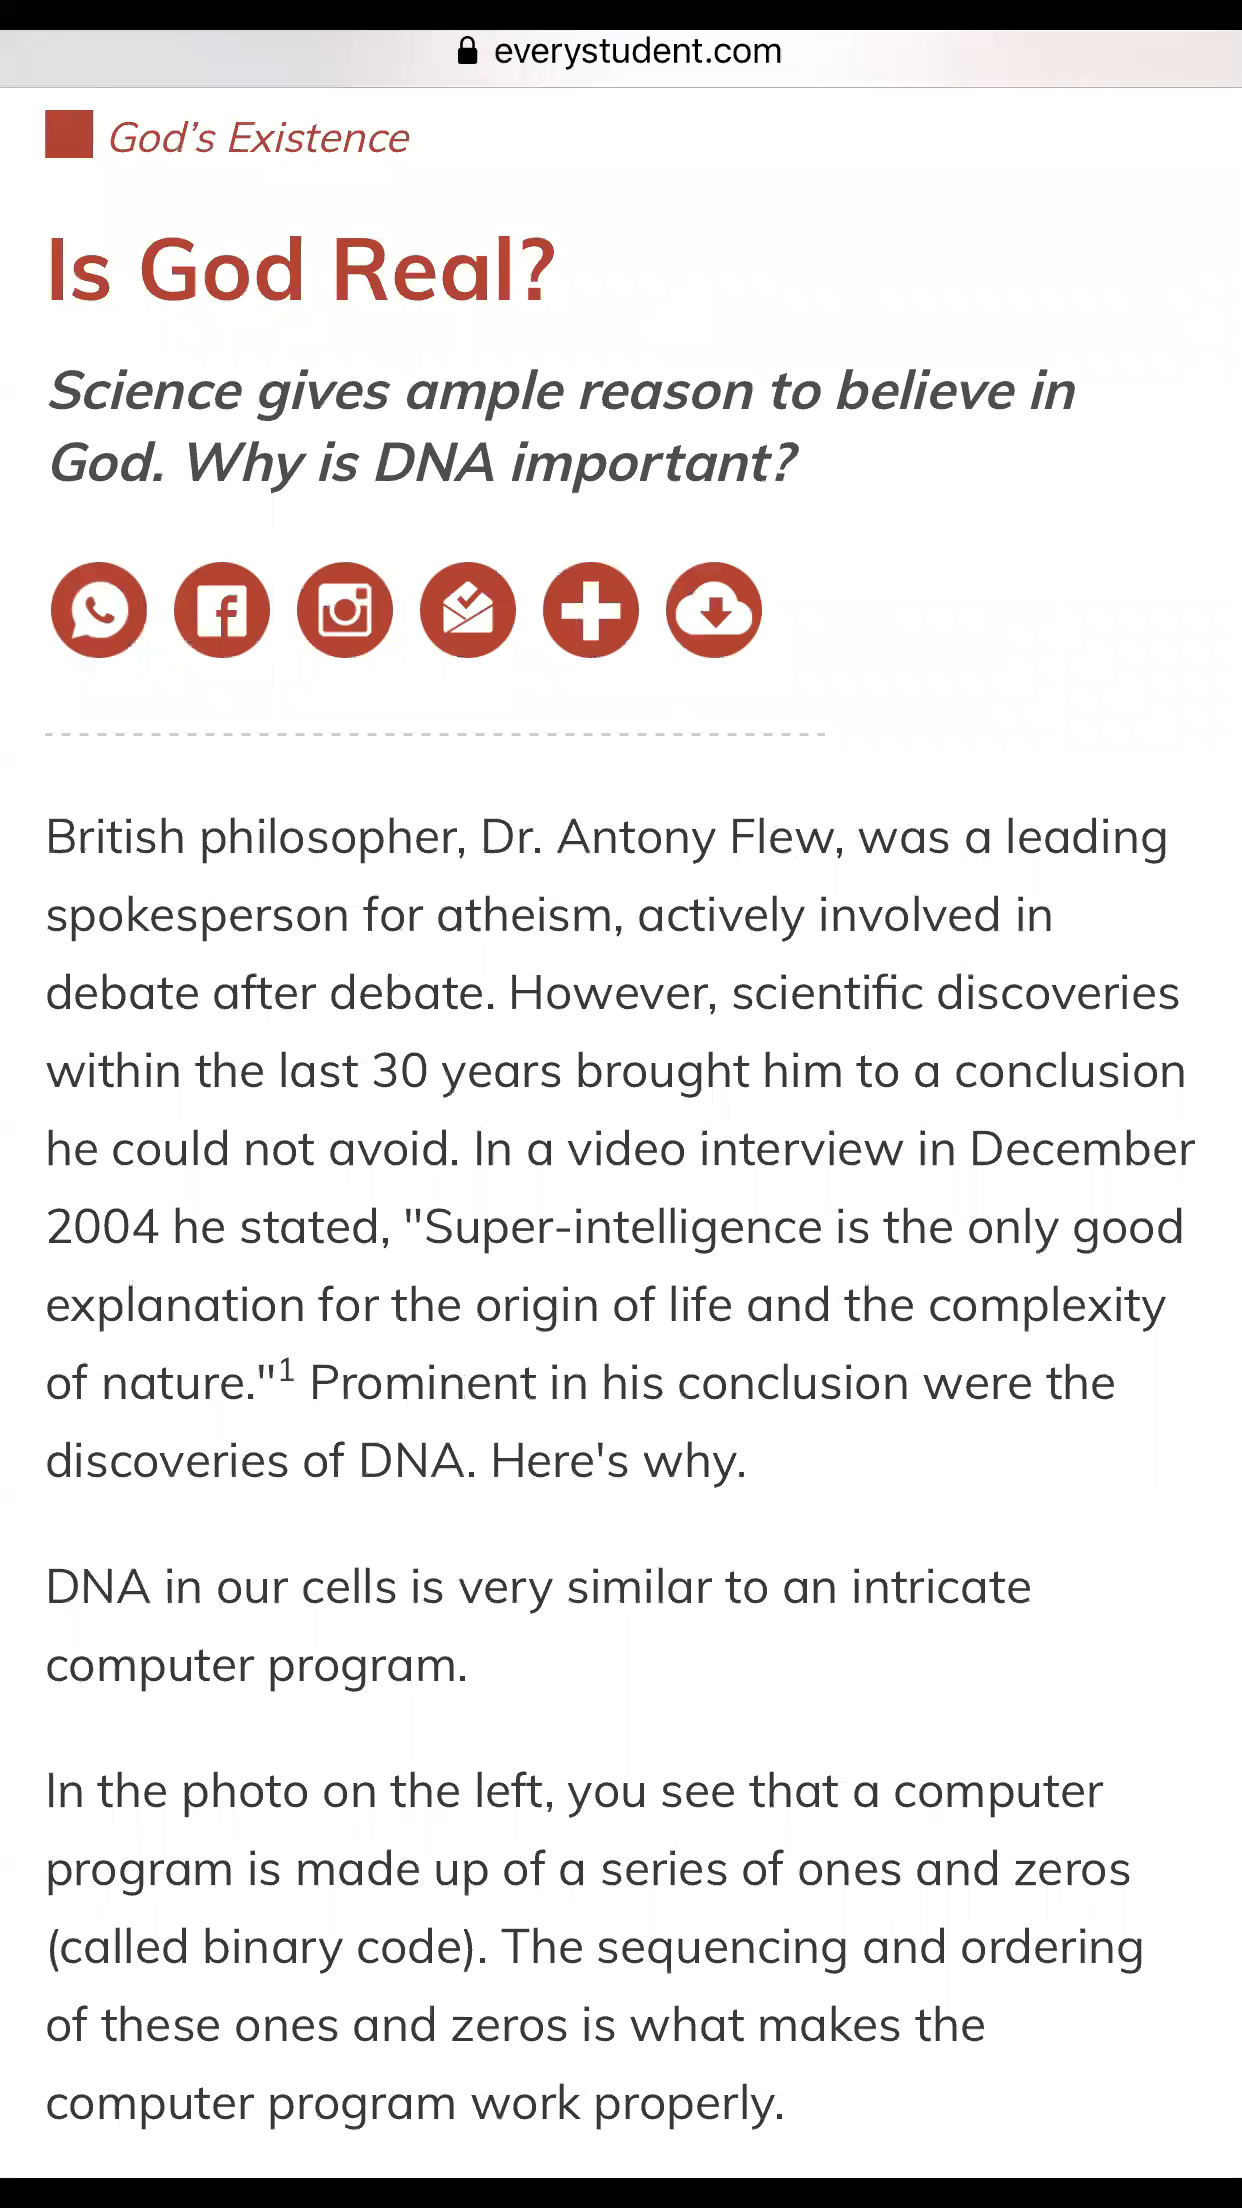 everystudent.com
God’s Existence
Is God Real?
Science gives ample reason to believe in
God. Why is DNA important?
British philosopher, Dr. Antony Flew, was a leading
spokesperson for atheism, actively involved in
debate after debate. However, scientific discoveries
within the last 30 years brought him to a conclusion
he could not avoid. In a video interview in December
2004 he stated, "Super-intelligence is the only good
explanation for the origin of life and the complexity
of nature."¹ Prominent in his conclusion were the
discoveries of DNA. Here's why.
DNA in our cells is very similar to an intricate
computer program.
In the photo on the left, you see that a computer
program is made up of a series of ones and zeros
(called binary code). The sequencing and ordering
of these ones and zeros is what makes the
computer program work properly.